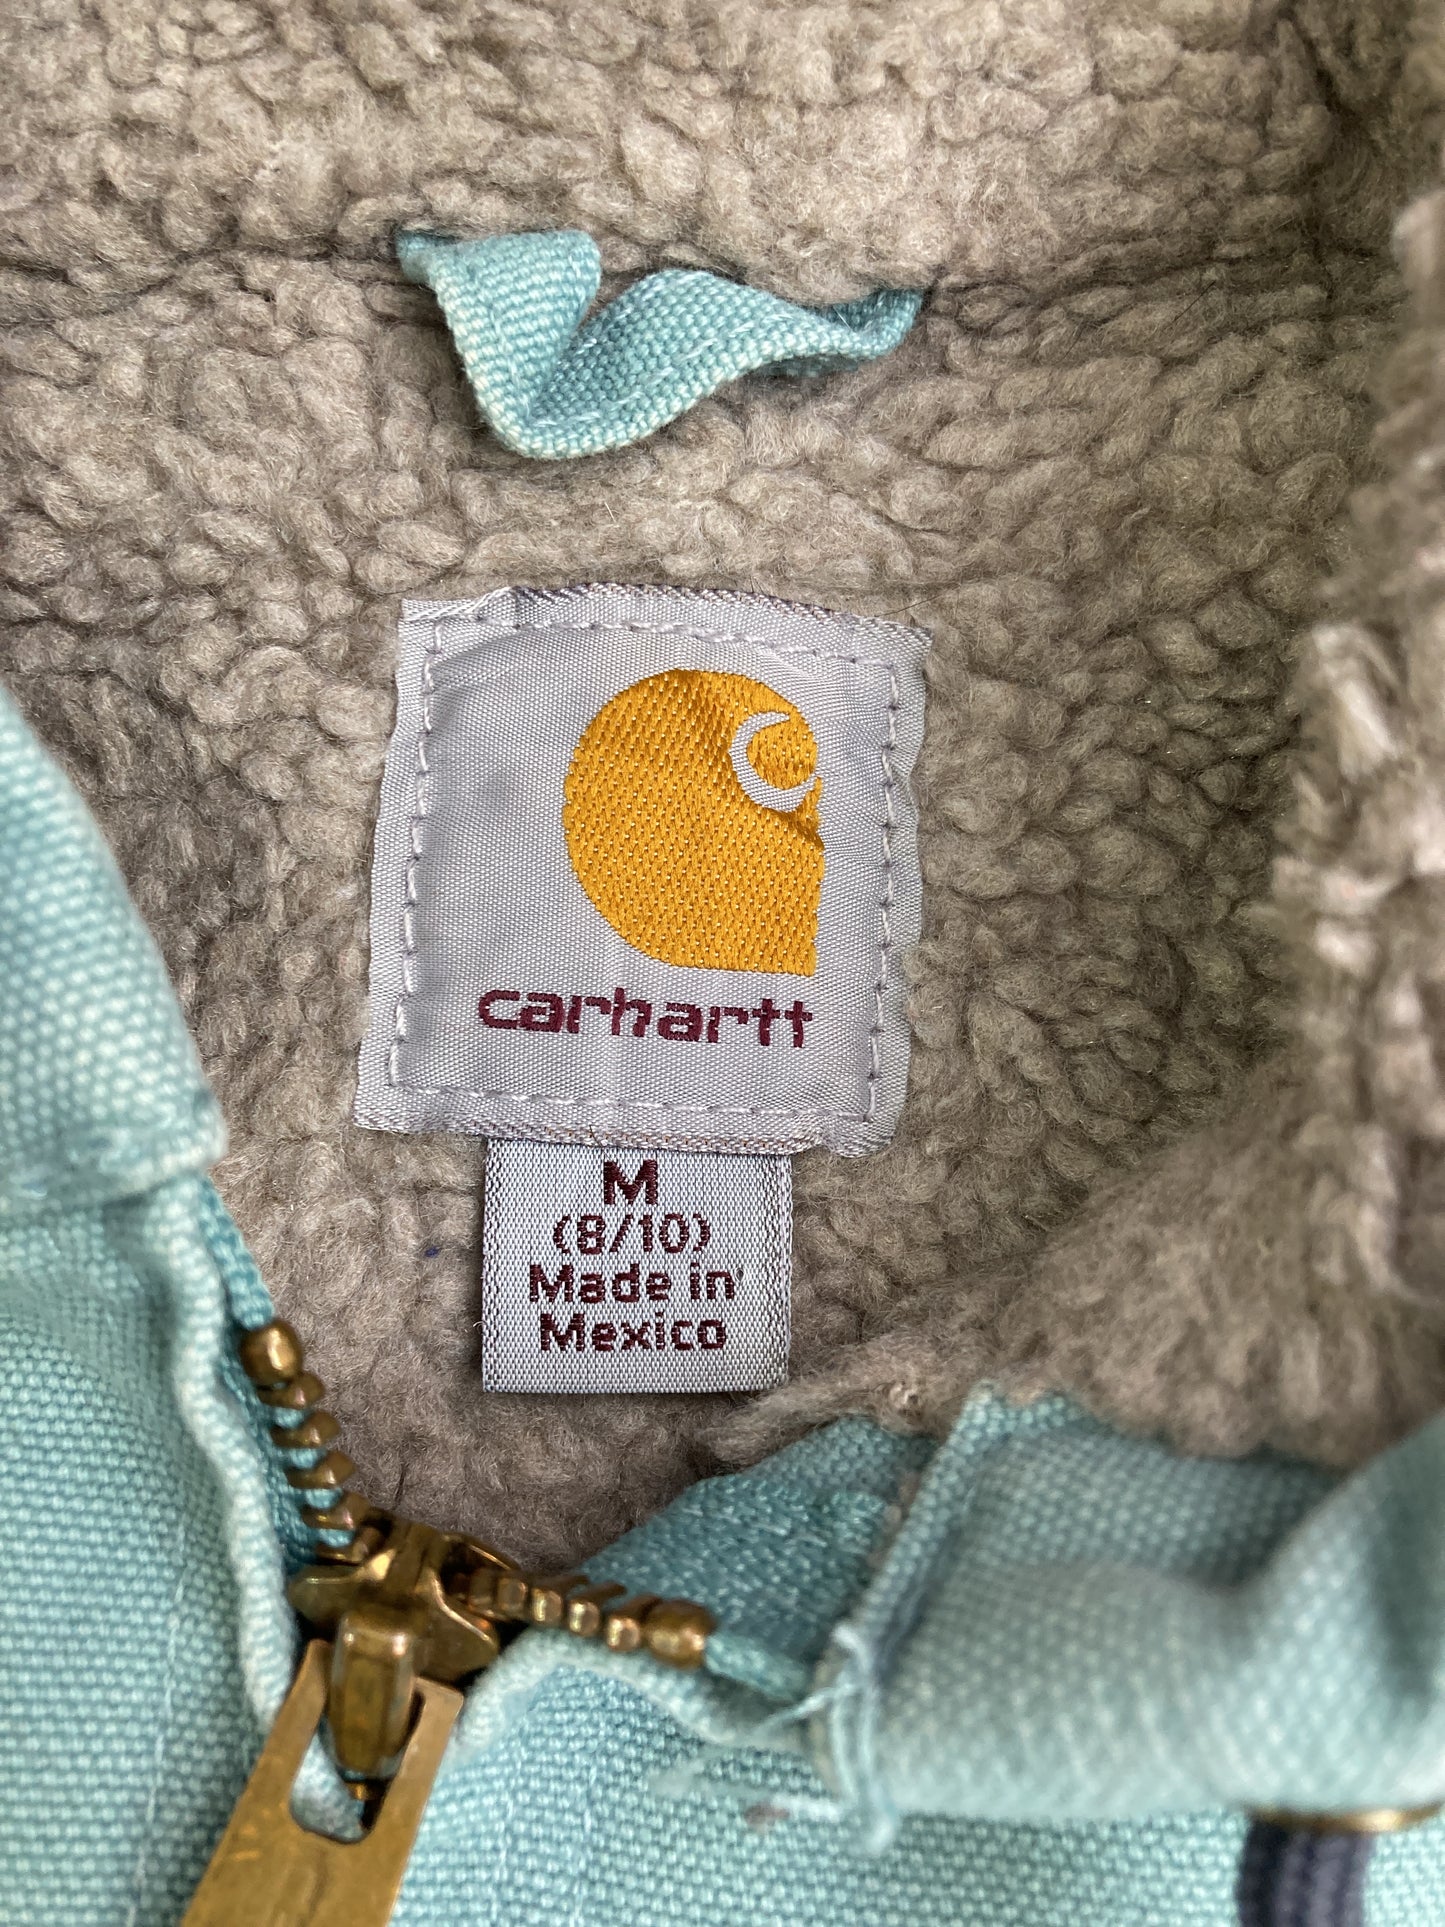 carhartt
M
(8/10)
Made in
Mexico